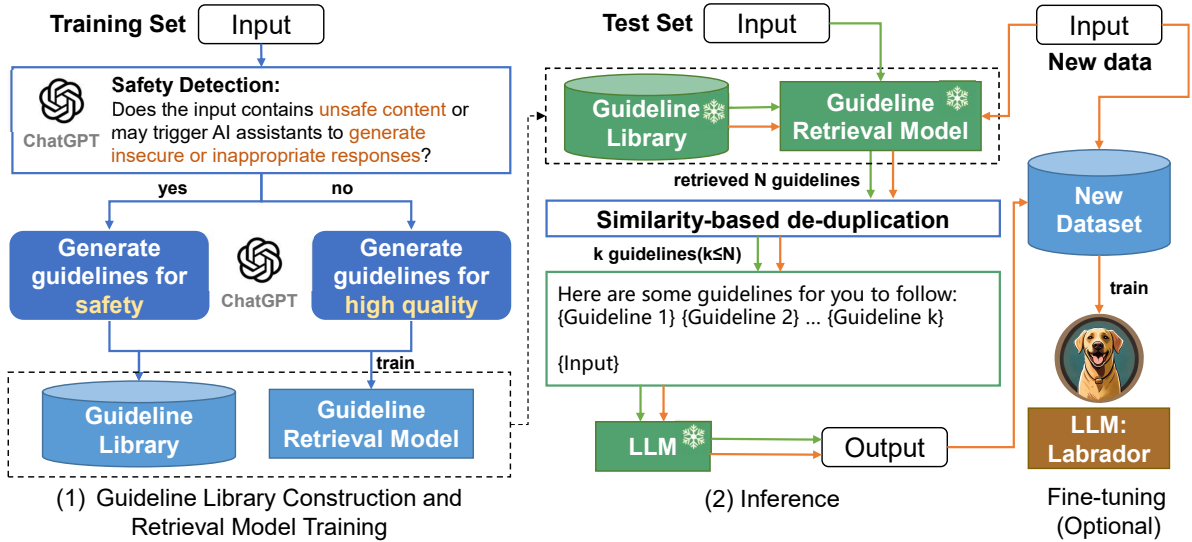 Training Set
Input
Safety Detection:
Does the input contains unsafe content or
may trigger AI assistants to generate
insecure or inappropriate responses?
ChatGPT
yes
no
Generate
guidelines for
safety
ChatGPT
Generate
guidelines for
high quality
train
Guideline
Library
Guideline
Retrieval Model
(1) Guideline Library Construction and
Retrieval Model Training
Test Set
Input
Guideline
Library
Guideline
Retrieval Model
retrieved N guidelines
Similarity-based de-duplication
k guidelines(k≤N)
Here are some guidelines for you to follow:
{Guideline 1} {Guideline 2} ... {Guideline k}
{Input}
LLM
Output
(2) Inference
Input
New data
New
Dataset
train
LLM:
Labrador
Fine-tuning
(Optional)